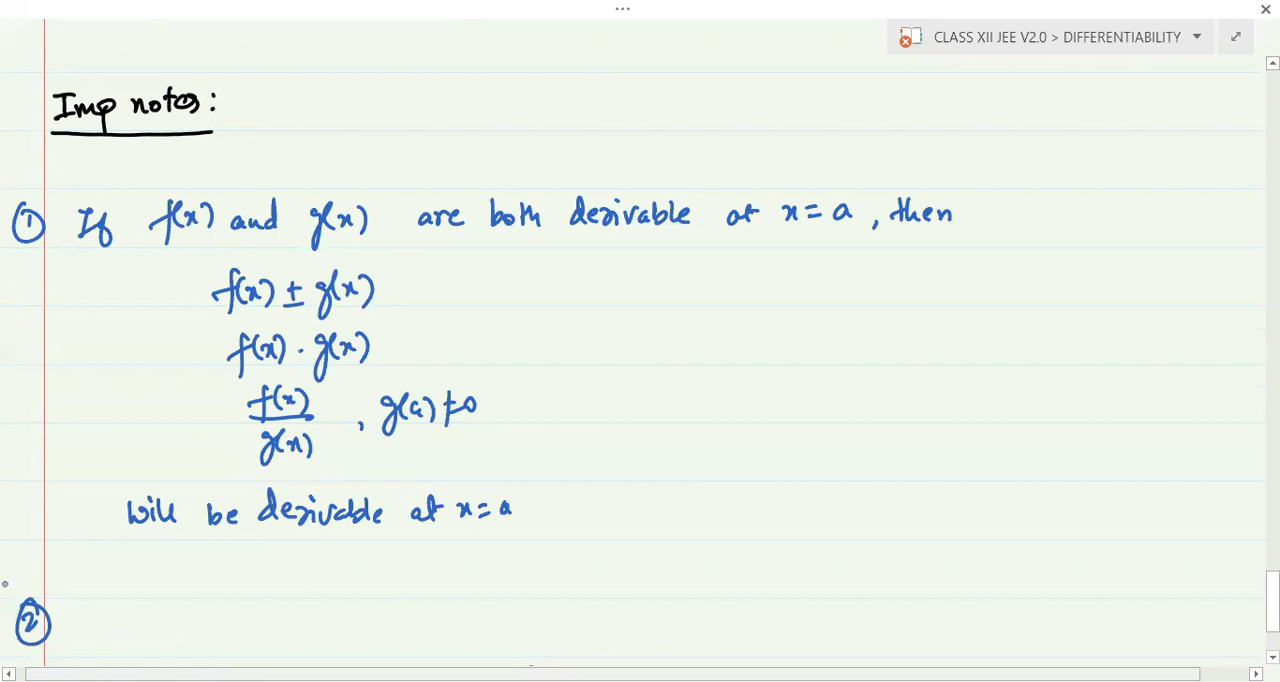 CLASS XII JEE V2.0 > DIFFERENTIABILITY
Imp notes:
① If f(x) and g(x) are both derivable at x = a, then
f(x) ± g(x)
f(x) · g(x)
f(x)
g(x) , g(a) ≠ 0
will be derivable at x = a
②